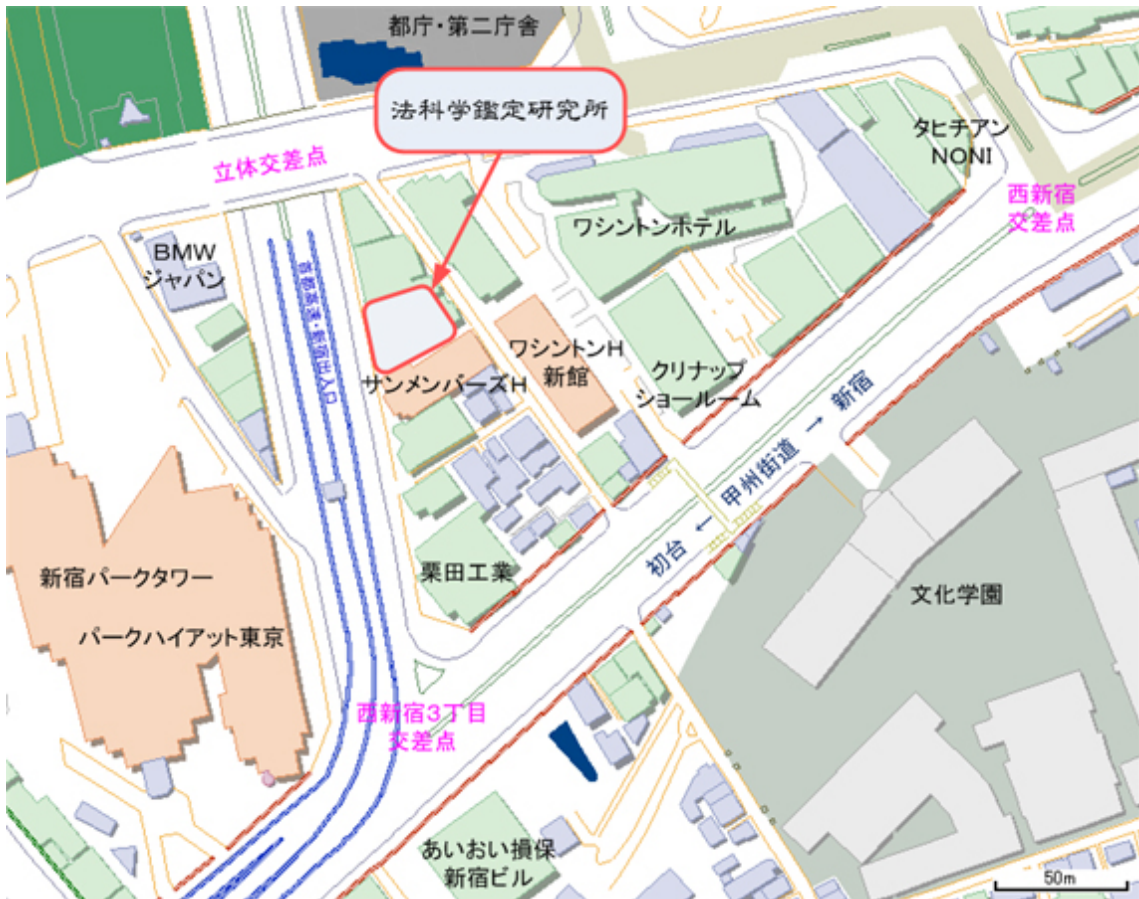 都庁・第二庁舎
法科学鑑定研究所
タヒチアン
NONI
立体交差点
西新宿
交差点
ワシントンホテル
BMW
ジャパン
首都高速・新宿出入口
ワシントンH
新館
クリナップ
ショールーム
サンメンバーズH
初台 ← 甲州街道 → 新宿
栗田工業
新宿パークタワー
文化学園
パークハイアット東京
西新宿3丁目
交差点
あいおい損保
新宿ビル
50m